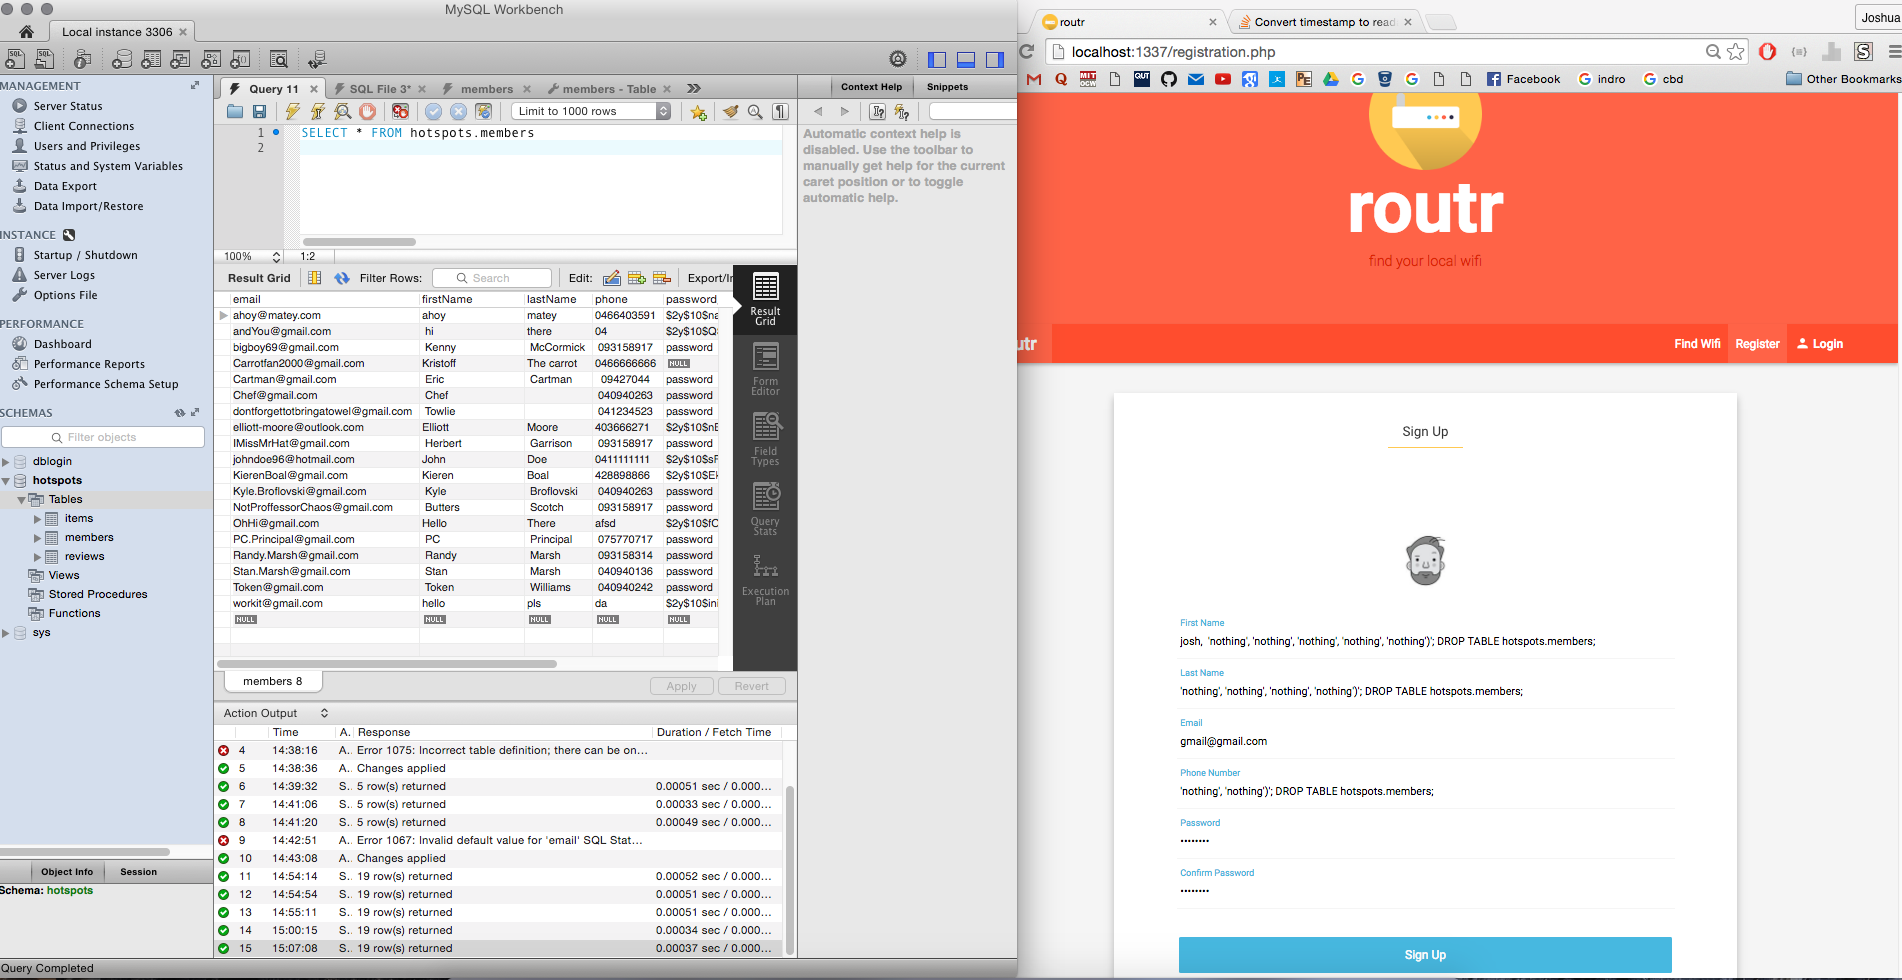 MySQL Workbench
Local instance 3306
MANAGEMENT
Server Status
Client Connections
Users and Privileges
Status and System Variables
Data Export
Data Import/Restore
INSTANCE
Startup / Shutdown
Server Logs
Options File
PERFORMANCE
Dashboard
Performance Reports
Performance Schema Setup
SCHEMAS
Filter objects
dblogin
hotspots
Tables
items
members
reviews
Views
Stored Procedures
Functions
sys
Object Info Session
Schema: hotspots
Query Completed
Query 11 SQL File 3* members members - Table
Limit to 1000 rows
1 SELECT * FROM hotspots.members
2
100% 1:2
Result Grid Filter Rows: Search Edit: Export/Ir
email firstName lastName phone password
ahoy@matey.com ahoy matey 0466403591 $2y$10$na
andYou@gmail.com hi there 04 $2y$10$Q
bigboy69@gmail.com Kenny McCormick 093158917 password
Carrotfan2000@gmail.com Kristoff The carrot 0466666666 NULL
Cartman@gmail.com Eric Cartman 09427044 password
Chef@gmail.com Chef 040940263 password
dontforgettotbringatowel@gmail.com Towlie 041234523 password
elliott-moore@outlook.com Elliott Moore 403666271 $2y$10$nE
IMissMrHat@gmail.com Herbert Garrison 093158917 password
johndoe96@hotmail.com John Doe 0411111111 $2y$10$sF
KierenBoal@gmail.com Kieren Boal 428898866 $2y$10$El
Kyle.Broflovski@gmail.com Kyle Broflovski 040940263 password
NotProffessorChaos@gmail.com Butters Scotch 093158917 password
OhHi@gmail.com Hello There afsd $2y$10$fC
PC.Principal@gmail.com PC Principal 075770717 password
Randy.Marsh@gmail.com Randy Marsh 093158314 password
Stan.Marsh@gmail.com Stan Marsh 040940136 password
Token@gmail.com Token Williams 040940242 password
workit@gmail.com hello pls da $2y$10$ini
NULL NULL NULL NULL NULL
Result Grid
Form Editor
Field Types
Query Stats
Execution Plan
members 8 Apply Revert
Action Output
Time A. Response Duration / Fetch Time
4 14:38:16 A.. Error 1075: Incorrect table definition; there can be on...
5 14:38:36 A.. Changes applied
6 14:39:32 S.. 5 row(s) returned 0.00051 sec / 0.000...
7 14:41:06 S.. 5 row(s) returned 0.00033 sec / 0.000...
8 14:41:20 S.. 5 row(s) returned 0.00049 sec / 0.000...
9 14:42:51 A.. Error 1067: Invalid default value for 'email' SQL Stat...
10 14:43:08 A.. Changes applied
11 14:54:14 S.. 19 row(s) returned 0.00052 sec / 0.000...
12 14:54:54 S.. 19 row(s) returned 0.00051 sec / 0.000...
13 14:55:11 S.. 19 row(s) returned 0.00051 sec / 0.000...
14 15:00:15 S.. 19 row(s) returned 0.00034 sec / 0.000...
15 15:07:08 S.. 19 row(s) returned 0.00037 sec / 0.000...
Context Help Snippets
Automatic context help is
disabled. Use the toolbar to
manually get help for the current
caret position or to toggle
automatic help.
routr Convert timestamp to read Joshua
localhost:1337/registration.php
Facebook indro cbd Other Bookmarks
routr
find your local wifi
utr Find Wifi Register Login
Sign Up
First Name
josh, 'nothing', 'nothing', 'nothing', 'nothing', 'nothing')'; DROP TABLE hotspots.members;
Last Name
'nothing', 'nothing', 'nothing', 'nothing')'; DROP TABLE hotspots.members;
Email
gmail@gmail.com
Phone Number
'nothing', 'nothing')'; DROP TABLE hotspots.members;
Password
••••••••
Confirm Password
••••••••
Sign Up